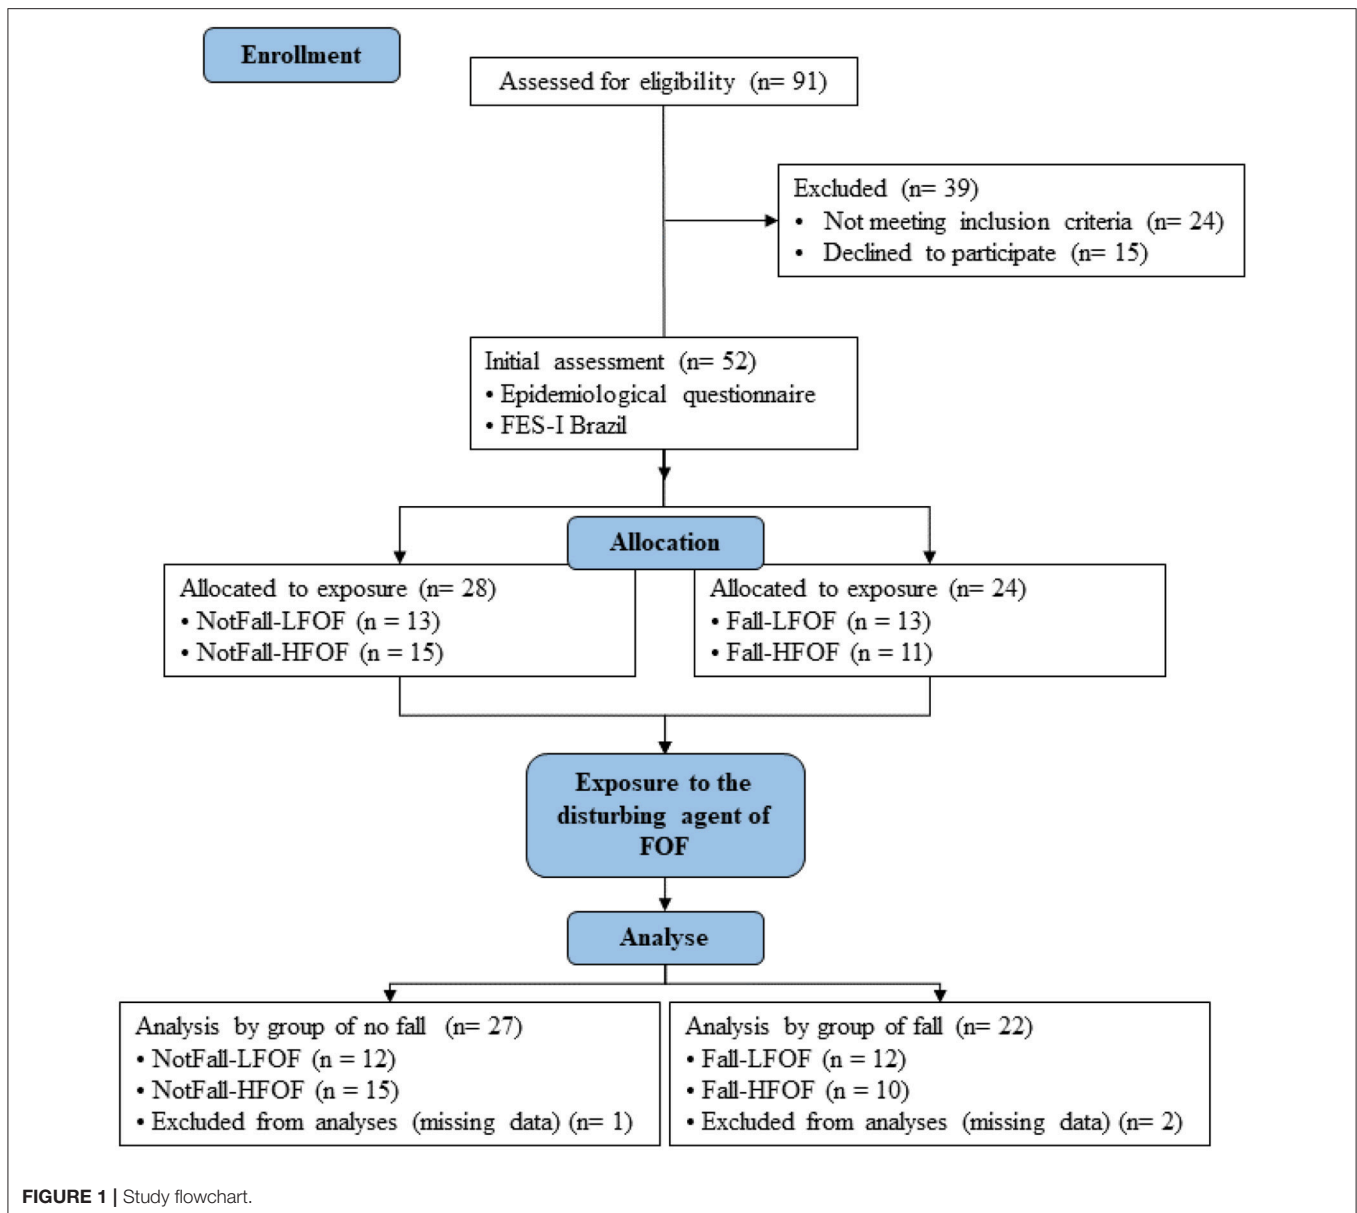 Enrollment
Assessed for eligibility (n= 91)
Excluded (n= 39)
• Not meeting inclusion criteria (n= 24)
• Declined to participate (n= 15)
Initial assessment (n= 52)
• Epidemiological questionnaire
• FES-I Brazil
Allocation
Allocated to exposure (n= 28)
• NotFall-LFOF (n = 13)
• NotFall-HFOF (n = 15)
Allocated to exposure (n= 24)
• Fall-LFOF (n = 13)
• Fall-HFOF (n = 11)
Exposure to the
disturbing agent of
FOF
Analyse
Analysis by group of no fall (n= 27)
• NotFall-LFOF (n = 12)
• NotFall-HFOF (n = 15)
• Excluded from analyses (missing data) (n= 1)
Analysis by group of fall (n= 22)
• Fall-LFOF (n = 12)
• Fall-HFOF (n = 10)
• Excluded from analyses (missing data) (n= 2)
FIGURE 1 | Study flowchart.